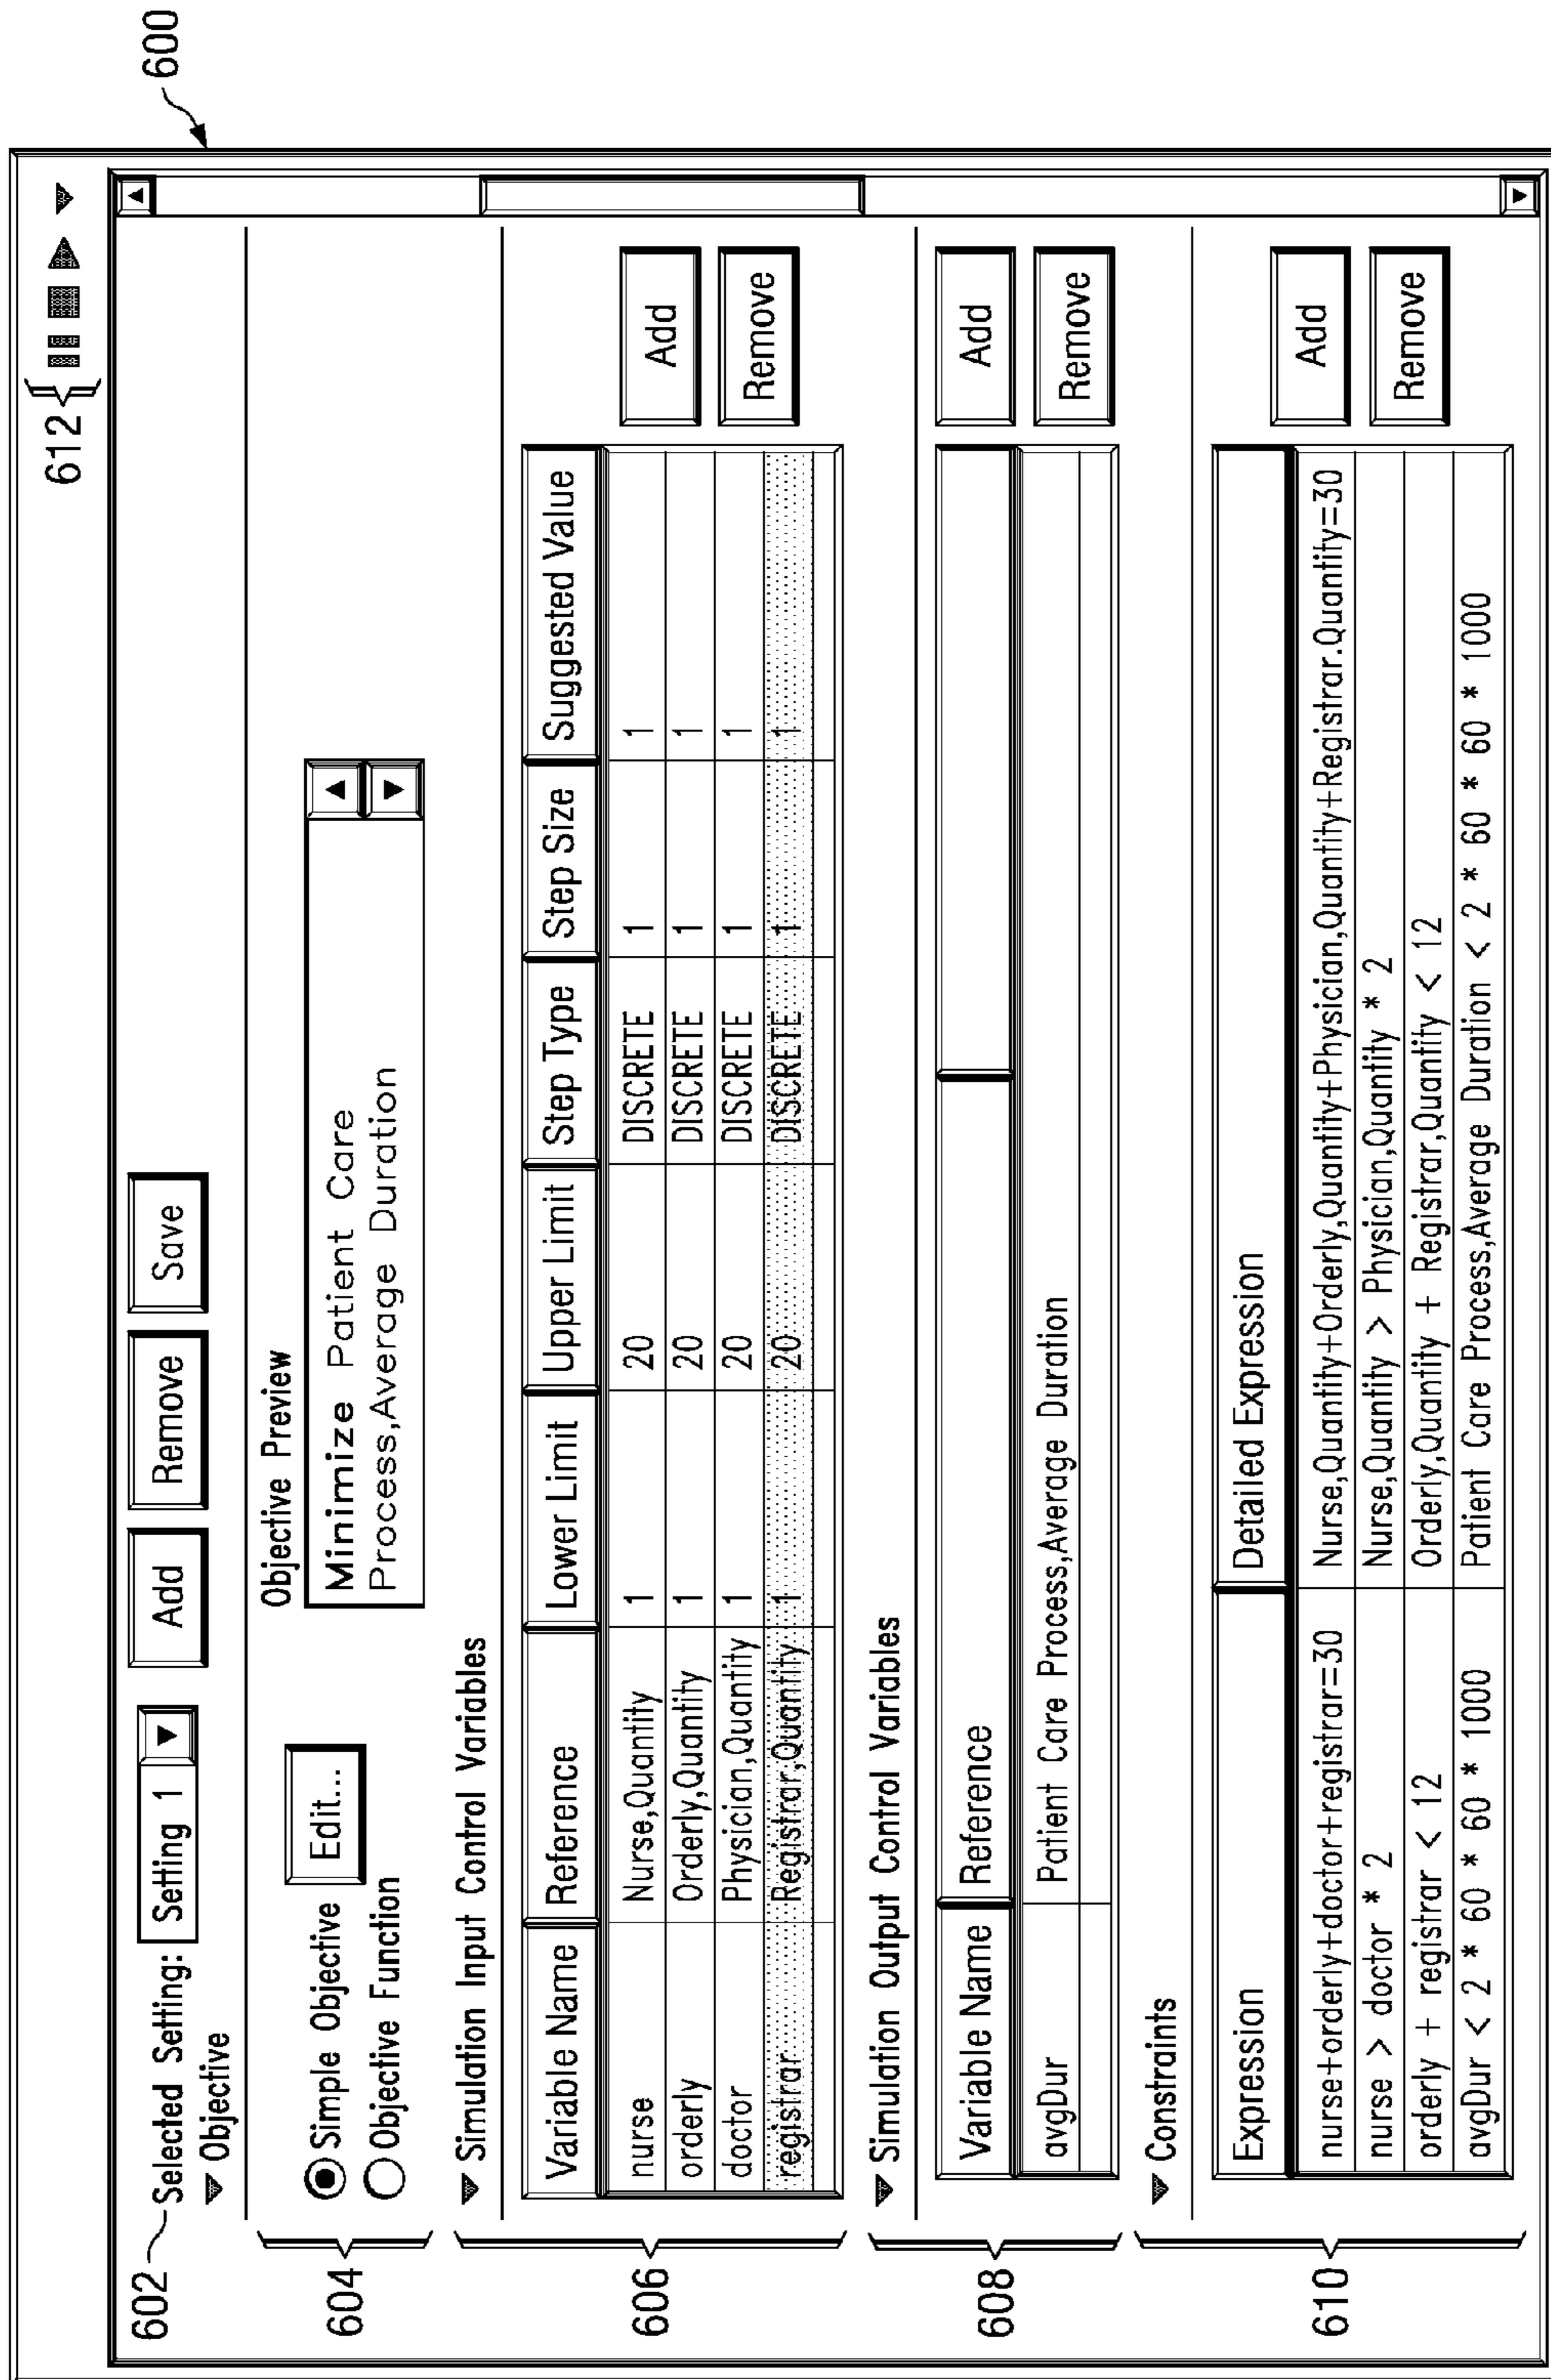 600
612
602
Selected Setting: Setting 1 Add Remove Save
Objective
604
Objective Preview
Simple Objective Edit...
Objective Function
Minimize Patient Care
Process,Average Duration
606
Simulation Input Control Variables
Variable Name Reference Lower Limit Upper Limit Step Type Step Size Suggested Value
nurse Nurse,Quantity 1 20 DISCRETE 1 1
orderly Orderly,Quantity 1 20 DISCRETE 1 1
doctor Physician,Quantity 1 20 DISCRETE 1 1
registrar Registrar,Quantity 1 20 DISCRETE 1 1
Add
Remove
608
Simulation Output Control Variables
Variable Name Reference
avgDur Patient Care Process,Average Duration
Add
Remove
610
Constraints
Expression Detailed Expression
nurse+orderly+doctor+registrar=30 Nurse,Quantity+Orderly,Quantity+Physician,Quantity+Registrar.Quantity=30
nurse > doctor * 2 Nurse,Quantity > Physician,Quantity * 2
orderly + registrar < 12 Orderly,Quantity + Registrar,Quantity < 12
avgDur < 2 * 60 * 60 * 1000 Patient Care Process,Average Duration < 2 * 60 * 60 * 1000
Add
Remove